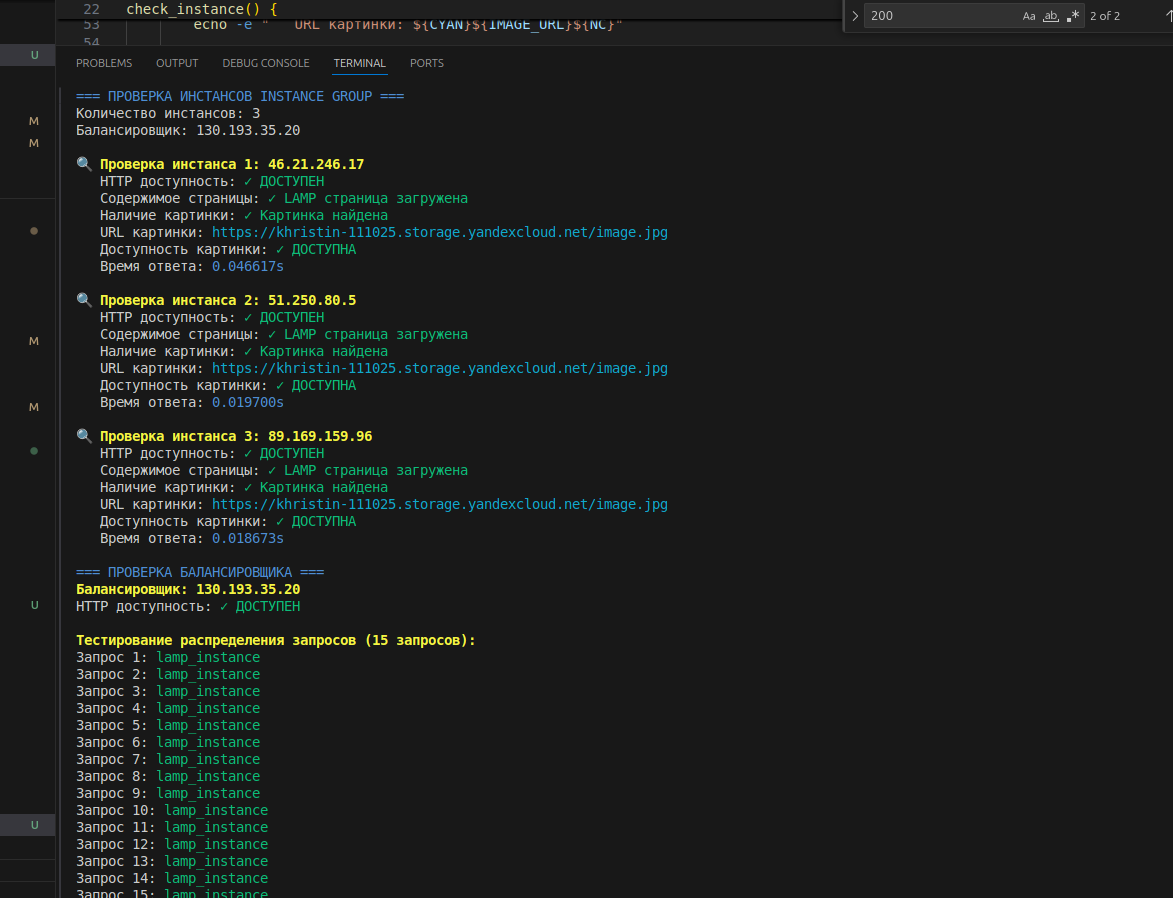 22 check_instance() {
200 Aa ab 2 of 2
53 echo -e " URL картинки: ${CYAN}${IMAGE_URL}${NC}"
54
U
M
M
M
M
U
U
PROBLEMS OUTPUT DEBUG CONSOLE TERMINAL PORTS
=== ПРОВЕРКА ИНСТАНСОВ INSTANCE GROUP ===
Количество инстансов: 3
Балансировщик: 130.193.35.20
🔍 Проверка инстанса 1: 46.21.246.17
HTTP доступность: ✓ ДОСТУПЕН
Содержимое страницы: ✓ LAMP страница загружена
Наличие картинки: ✓ Картинка найдена
URL картинки: https://khristin-111025.storage.yandexcloud.net/image.jpg
Доступность картинки: ✓ ДОСТУПНА
Время ответа: 0.046617s
🔍 Проверка инстанса 2: 51.250.80.5
HTTP доступность: ✓ ДОСТУПЕН
Содержимое страницы: ✓ LAMP страница загружена
Наличие картинки: ✓ Картинка найдена
URL картинки: https://khristin-111025.storage.yandexcloud.net/image.jpg
Доступность картинки: ✓ ДОСТУПНА
Время ответа: 0.019700s
🔍 Проверка инстанса 3: 89.169.159.96
HTTP доступность: ✓ ДОСТУПЕН
Содержимое страницы: ✓ LAMP страница загружена
Наличие картинки: ✓ Картинка найдена
URL картинки: https://khristin-111025.storage.yandexcloud.net/image.jpg
Доступность картинки: ✓ ДОСТУПНА
Время ответа: 0.018673s
=== ПРОВЕРКА БАЛАНСИРОВЩИКА ===
Балансировщик: 130.193.35.20
HTTP доступность: ✓ ДОСТУПЕН
Тестирование распределения запросов (15 запросов):
Запрос 1: lamp_instance
Запрос 2: lamp_instance
Запрос 3: lamp_instance
Запрос 4: lamp_instance
Запрос 5: lamp_instance
Запрос 6: lamp_instance
Запрос 7: lamp_instance
Запрос 8: lamp_instance
Запрос 9: lamp_instance
Запрос 10: lamp_instance
Запрос 11: lamp_instance
Запрос 12: lamp_instance
Запрос 13: lamp_instance
Запрос 14: lamp_instance
Запрос 15: lamp_instance